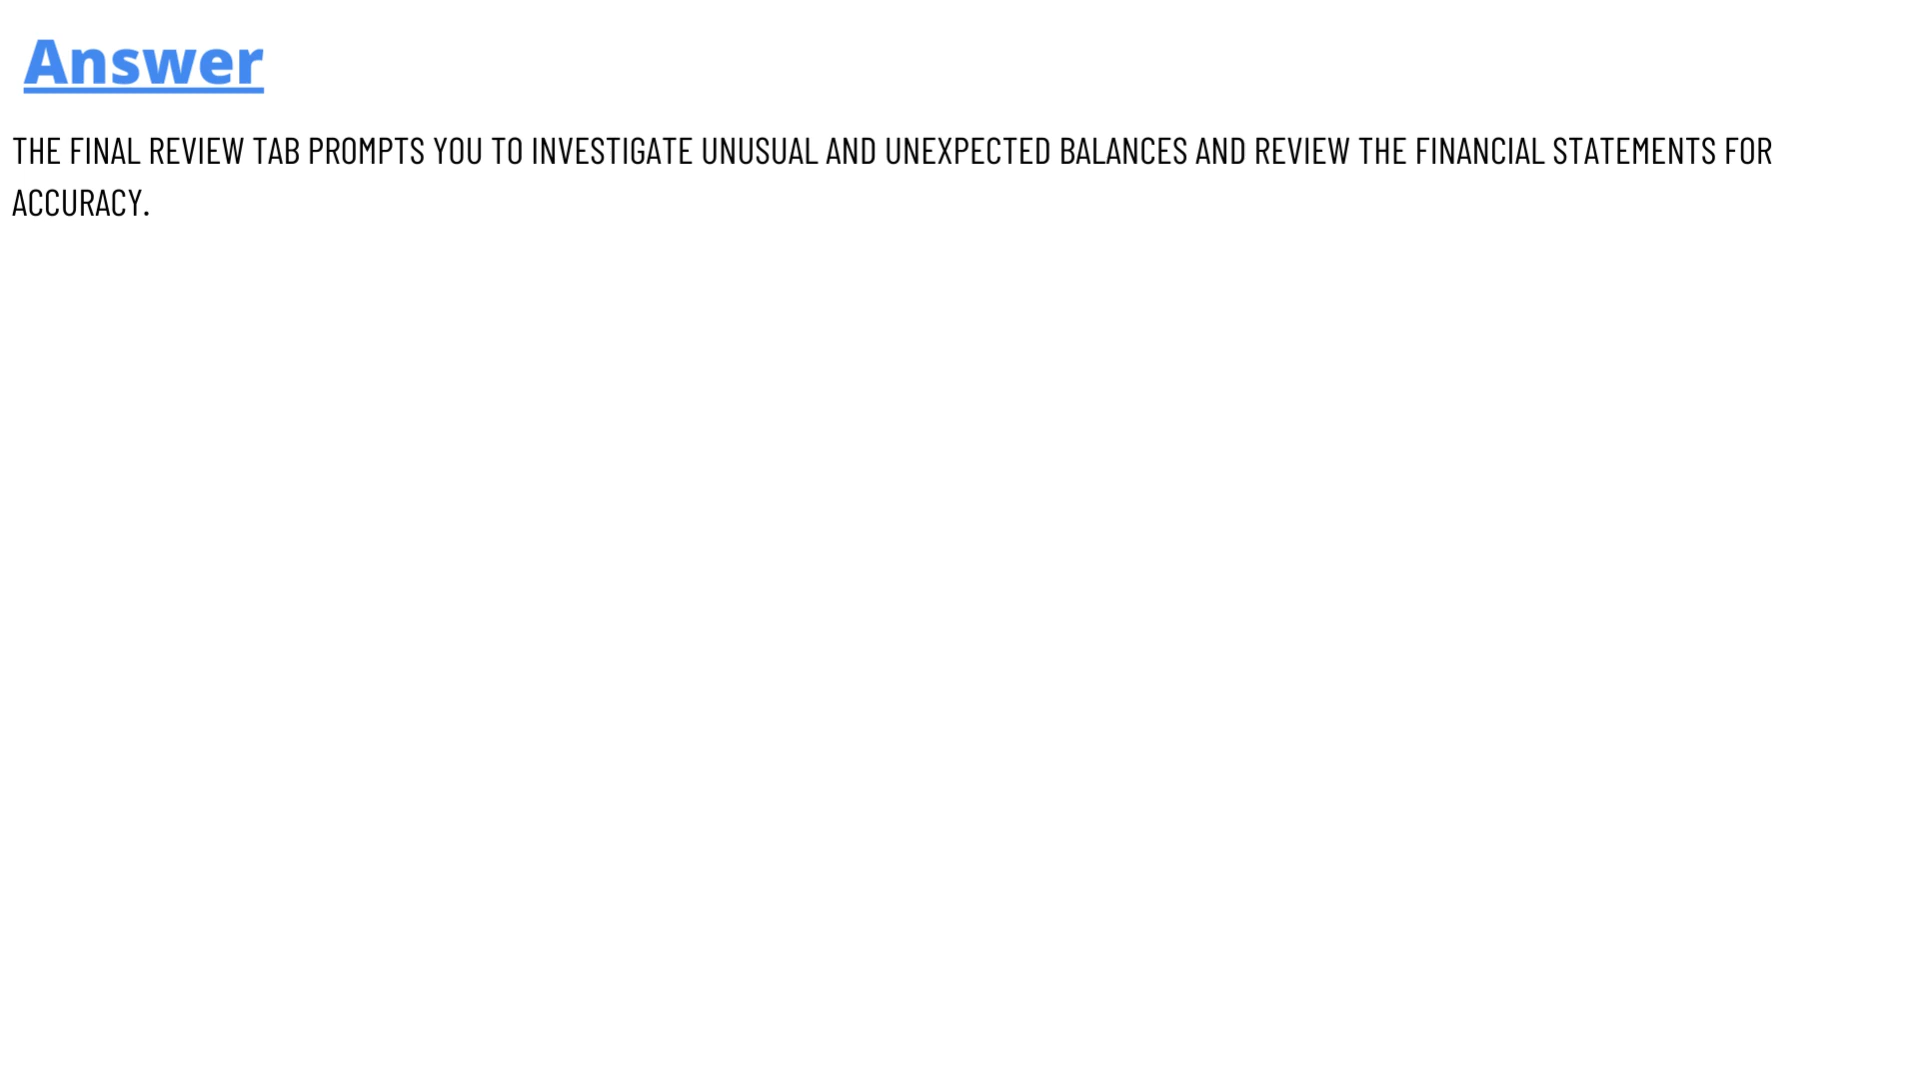 Answer
THE FINAL REVIEW TAB PROMPTS YOU TO INVESTIGATE UNUSUAL AND UNEXPECTED BALANCES AND REVIEW THE FINANCIAL STATEMENTS FOR
ACCURACY.